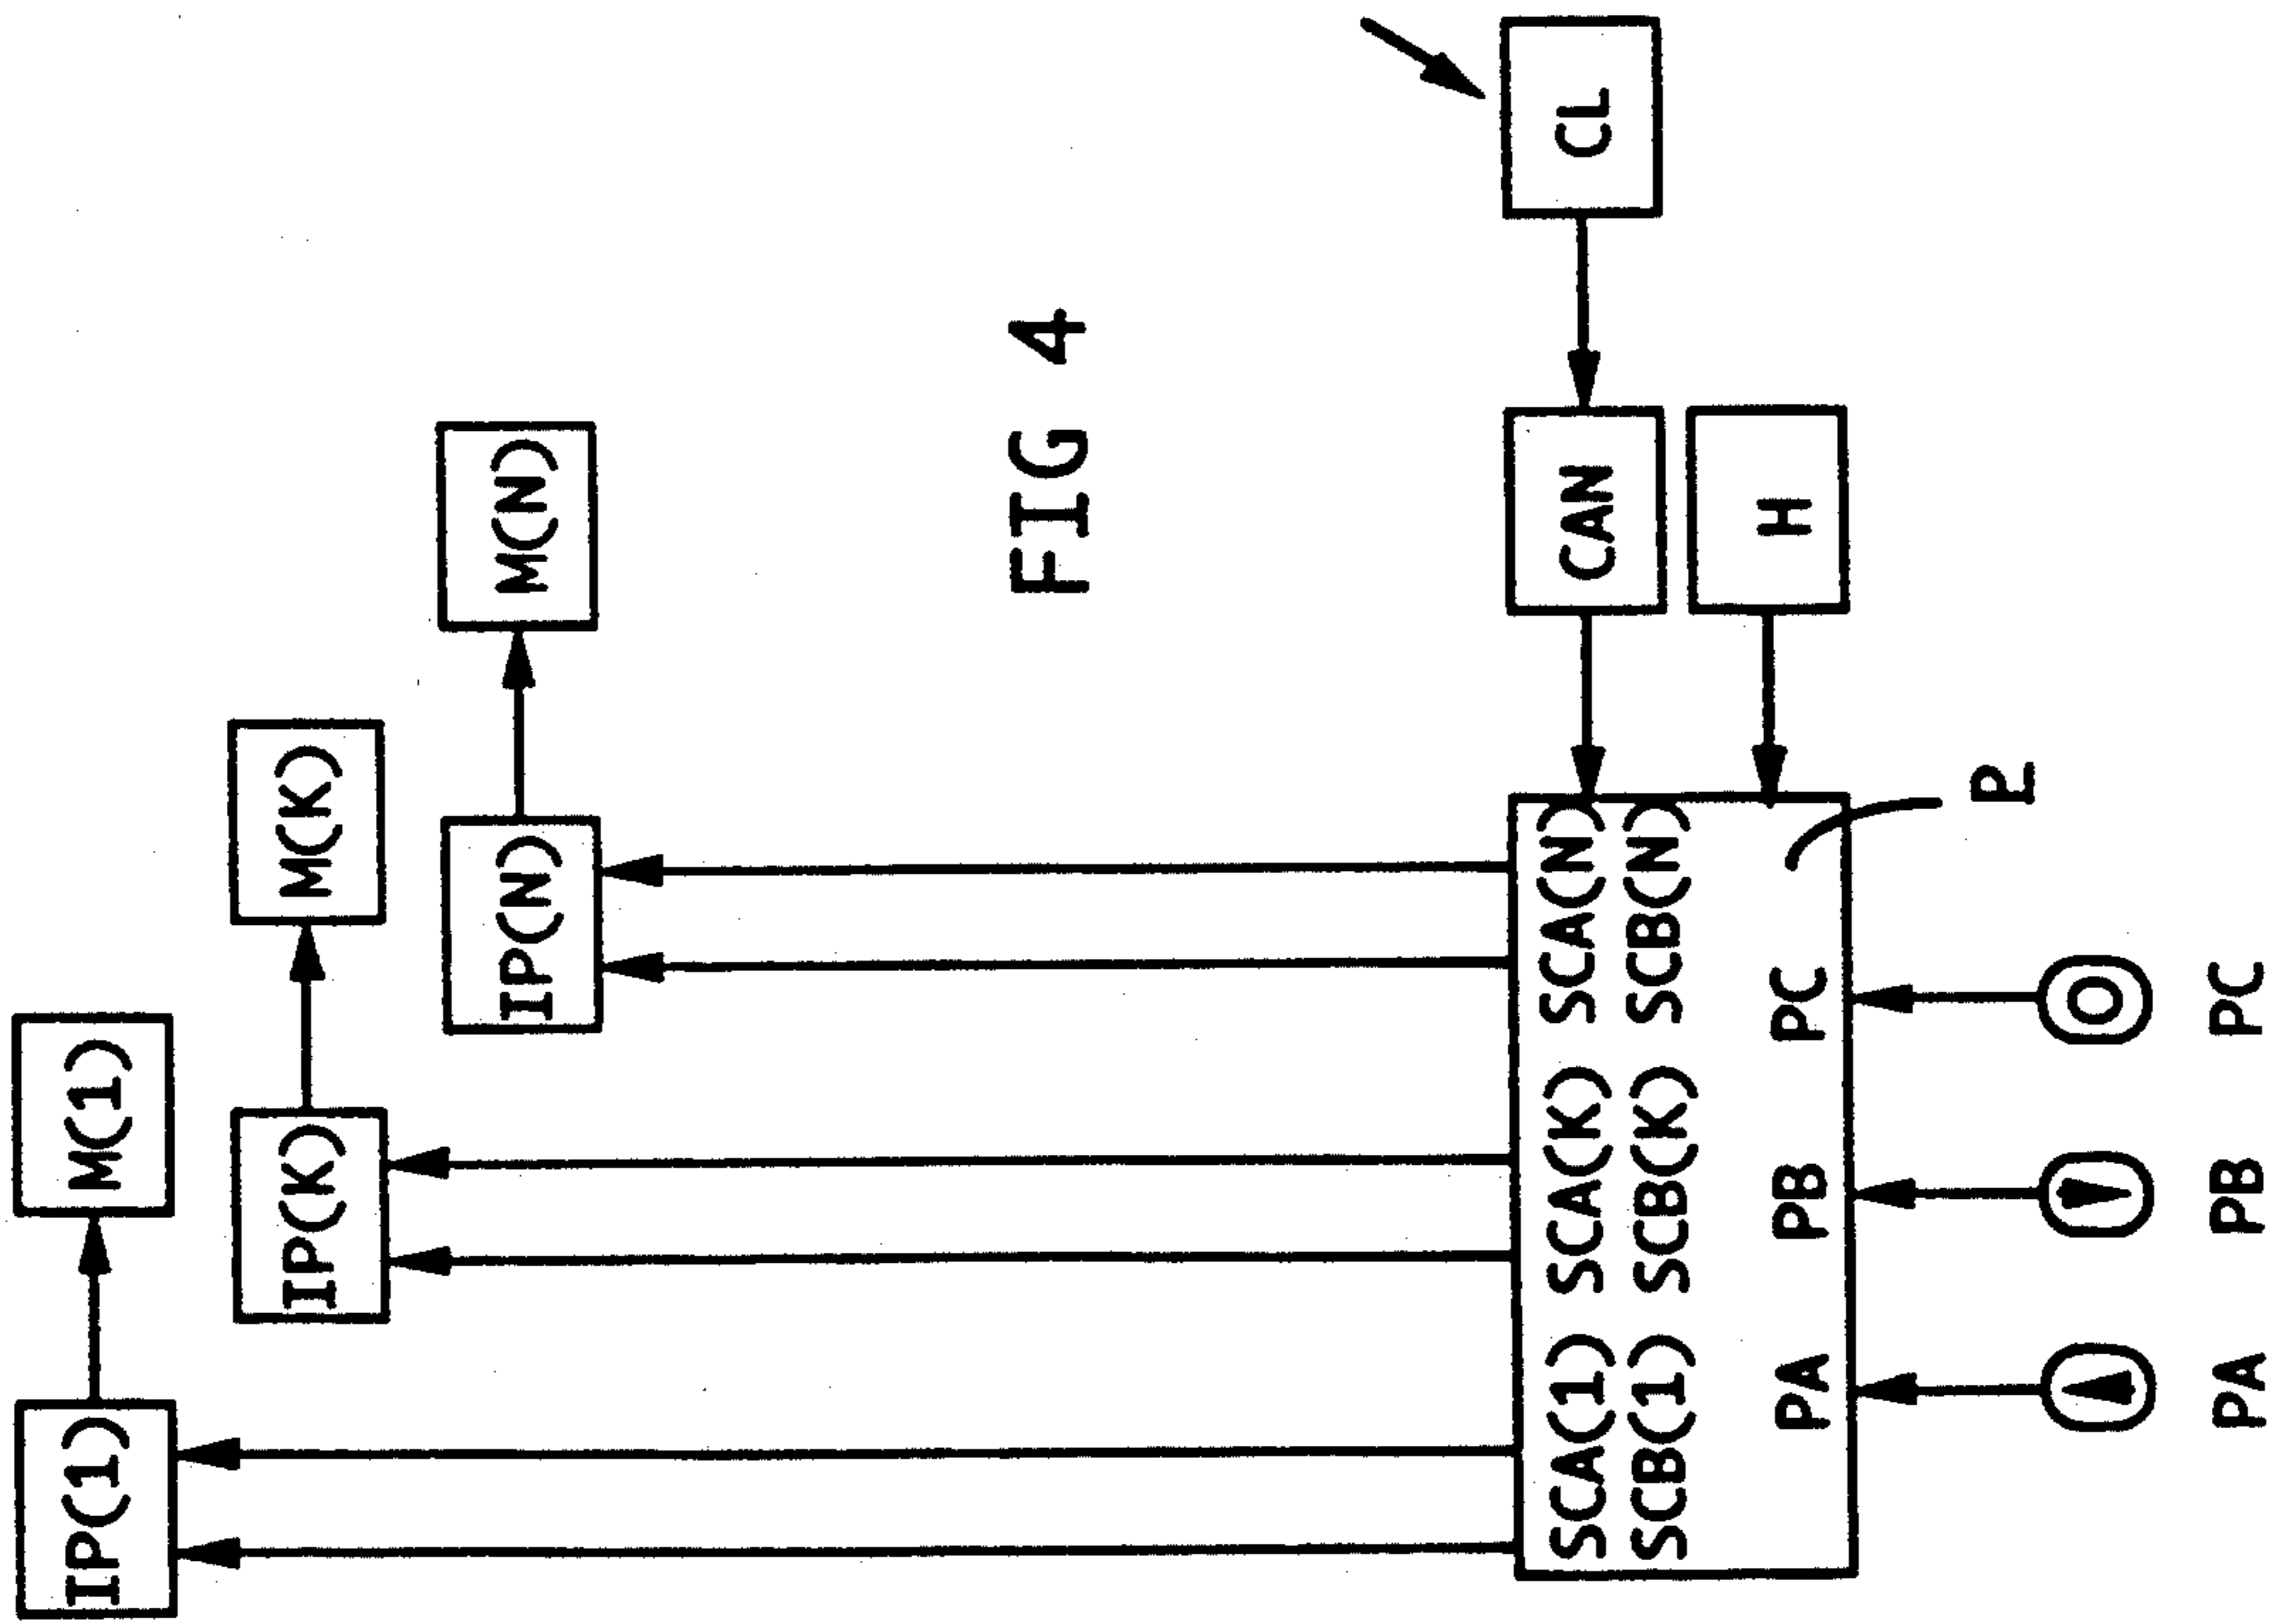 IP(1) M(1)
IP(K) M(K)
IP(N) M(N)
FIG 4
SCA(1) SCA(K) SCA(N) CAN CL
SCB(1) SCB(K) SCB(N)
PA PB PC H
P
PA PB PC